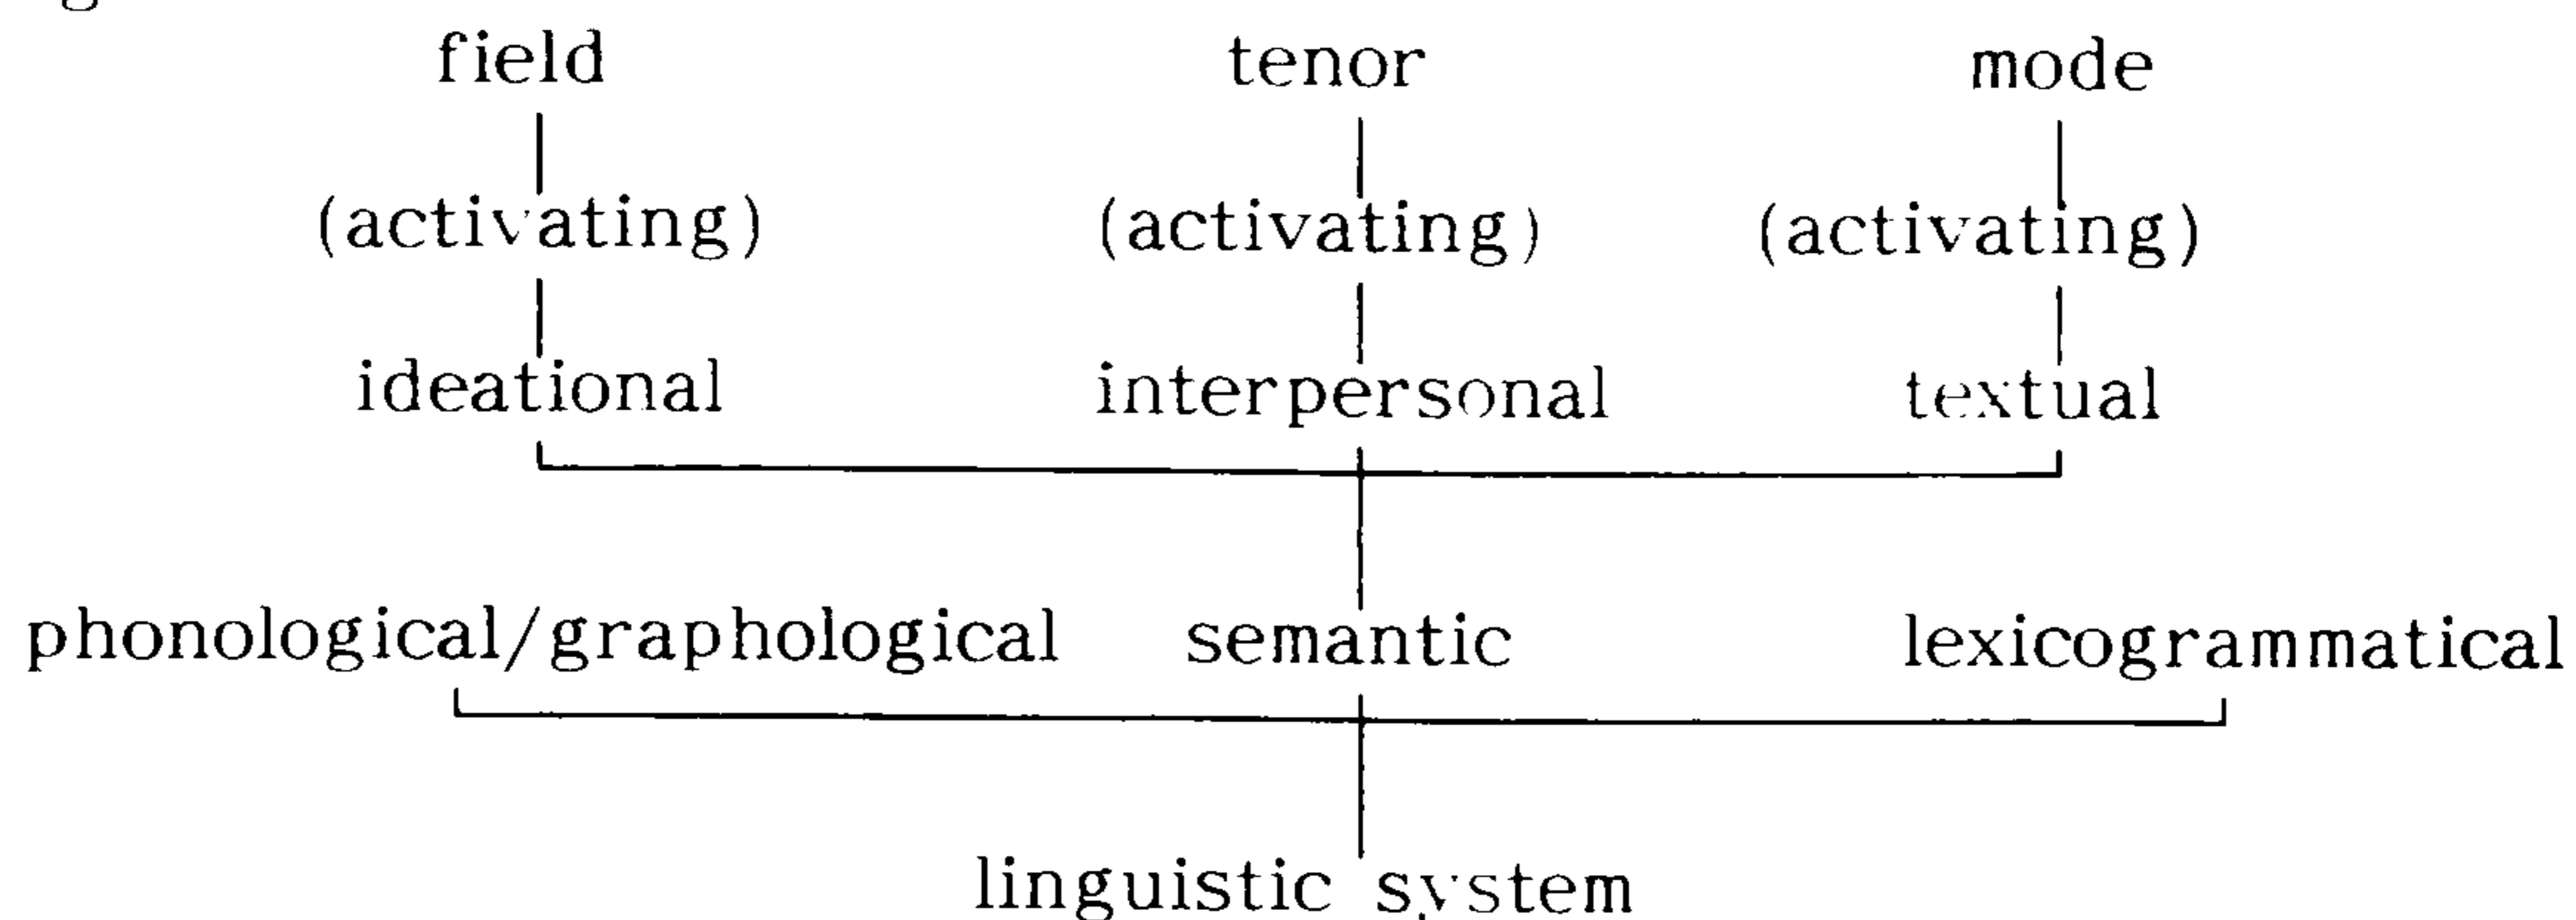 field tenor mode
(activating) (activating) (activating)
ideational interpersonal textual
phonological/graphological semantic lexicogrammatical
linguistic system